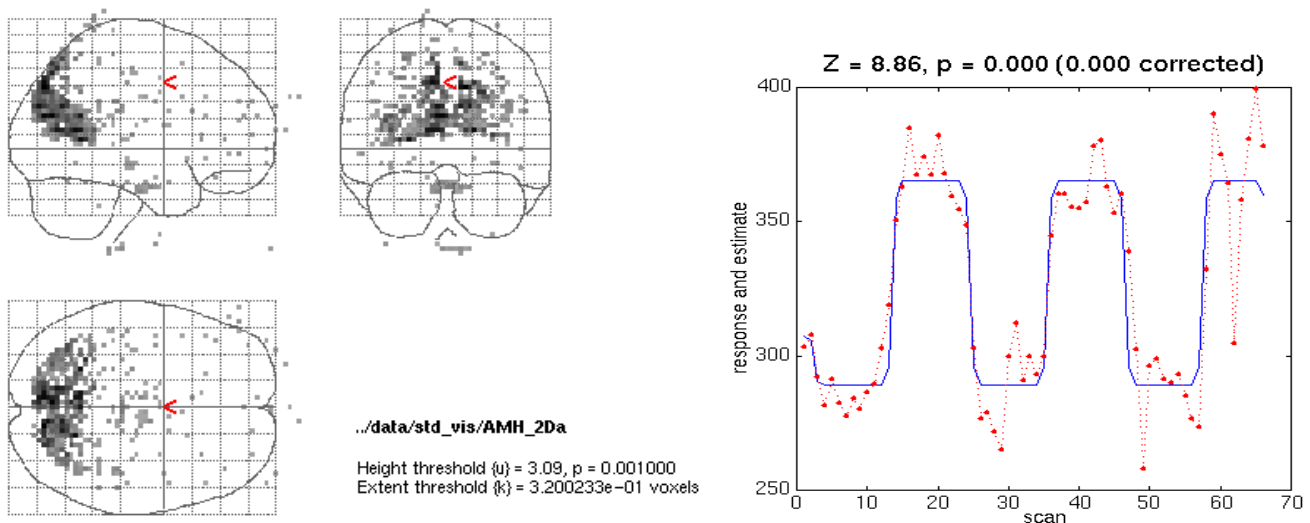 ../data/std_vis/AMH_2Da
Height threshold {u} = 3.09, p = 0.001000
Extent threshold {k} = 3.200233e-01 voxels
Z = 8.86, p = 0.000 (0.000 corrected)
response and estimate
400
350
300
250
0 10 20 30 40 50 60 70
scan